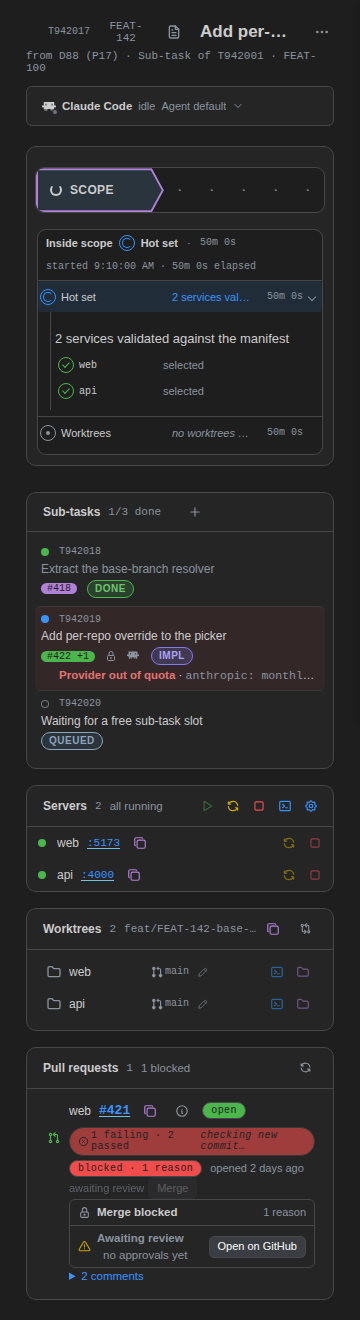 T942017 FEAT-142 Add per-…
from D88 (P17) · Sub-task of T942001 · FEAT-100
Claude Code idle Agent default
SCOPE
Inside scope Hot set · 50m 0s
started 9:10:00 AM · 50m 0s elapsed
Hot set 2 services val… 50m 0s
2 services validated against the manifest
web selected
api selected
Worktrees no worktrees … 50m 0s
Sub-tasks 1/3 done
T942018
Extract the base-branch resolver
#418 DONE
T942019
Add per-repo override to the picker
#422 +1 IMPL
Provider out of quota · anthropic: monthl…
T942020
Waiting for a free sub-task slot
QUEUED
Servers 2 all running
web :5173
api :4000
Worktrees 2 feat/FEAT-142-base-…
web main
api main
Pull requests 1 1 blocked
web #421 open
1 failing · 2 passed checking new commit…
blocked · 1 reason opened 2 days ago
awaiting review Merge
Merge blocked 1 reason
Awaiting review
no approvals yet
Open on GitHub
2 comments